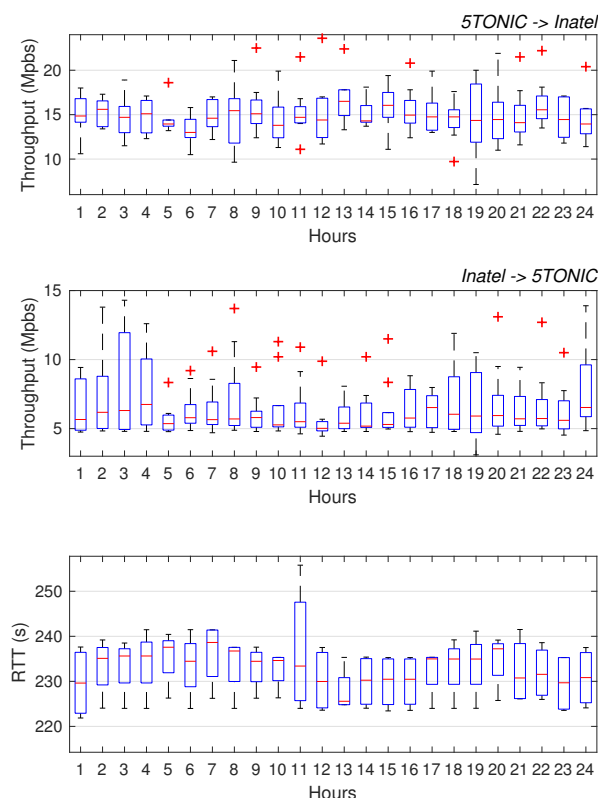 5TONIC -> Inatel
Throughput (Mpbs)
20
15
10
1 2 3 4 5 6 7 8 9 10 11 12 13 14 15 16 17 18 19 20 21 22 23 24
Hours
Inatel -> 5TONIC
Throughput (Mpbs)
15
10
5
1 2 3 4 5 6 7 8 9 10 11 12 13 14 15 16 17 18 19 20 21 22 23 24
Hours
RTT (s)
250
240
230
220
1 2 3 4 5 6 7 8 9 10 11 12 13 14 15 16 17 18 19 20 21 22 23 24
Hours